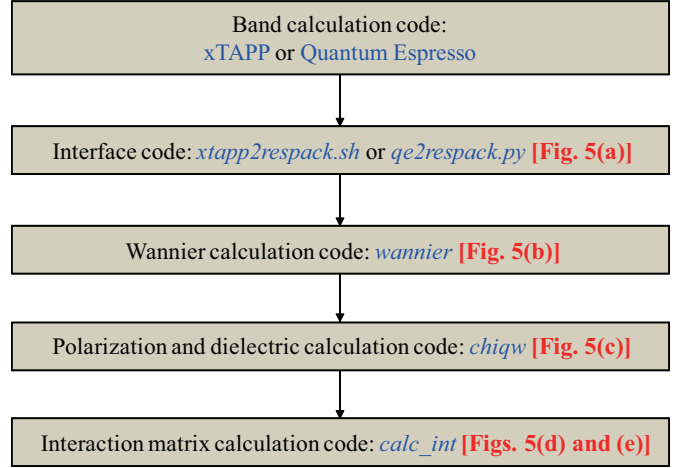 Band calculation code:
xTAPP or Quantum Espresso
Interface code: xtapp2respack.sh or qe2respack.py [Fig. 5(a)]
Wannier calculation code: wannier [Fig. 5(b)]
Polarization and dielectric calculation code: chiqw [Fig. 5(c)]
Interaction matrix calculation code: calc_int [Figs. 5(d) and (e)]